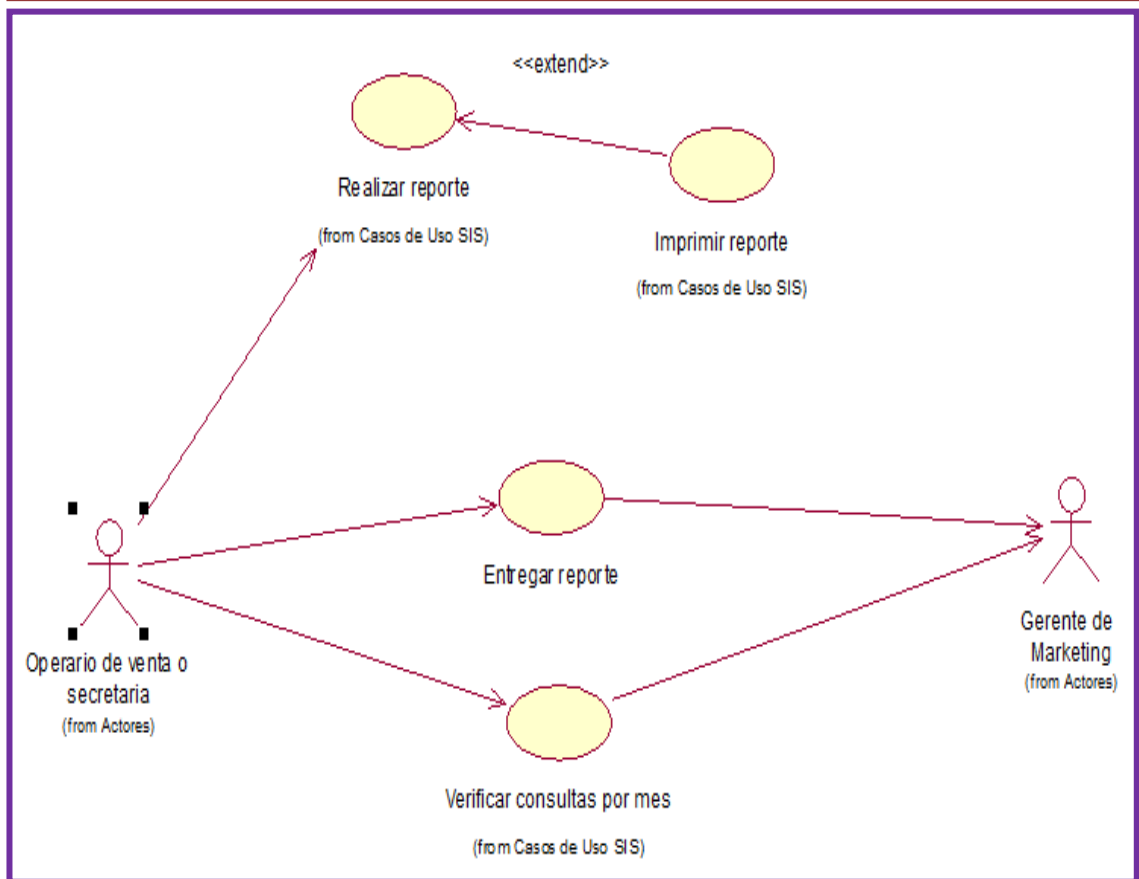 <<extend>>
Realizar reporte
(from Casos de Uso SIS)
Imprimir reporte
(from Casos de Uso SIS)
Entregar reporte
Operario de venta o
secretaria
(from Actores)
Gerente de
Marketing
(from Actores)
Verificar consultas por mes
(from Casos de Uso SIS)